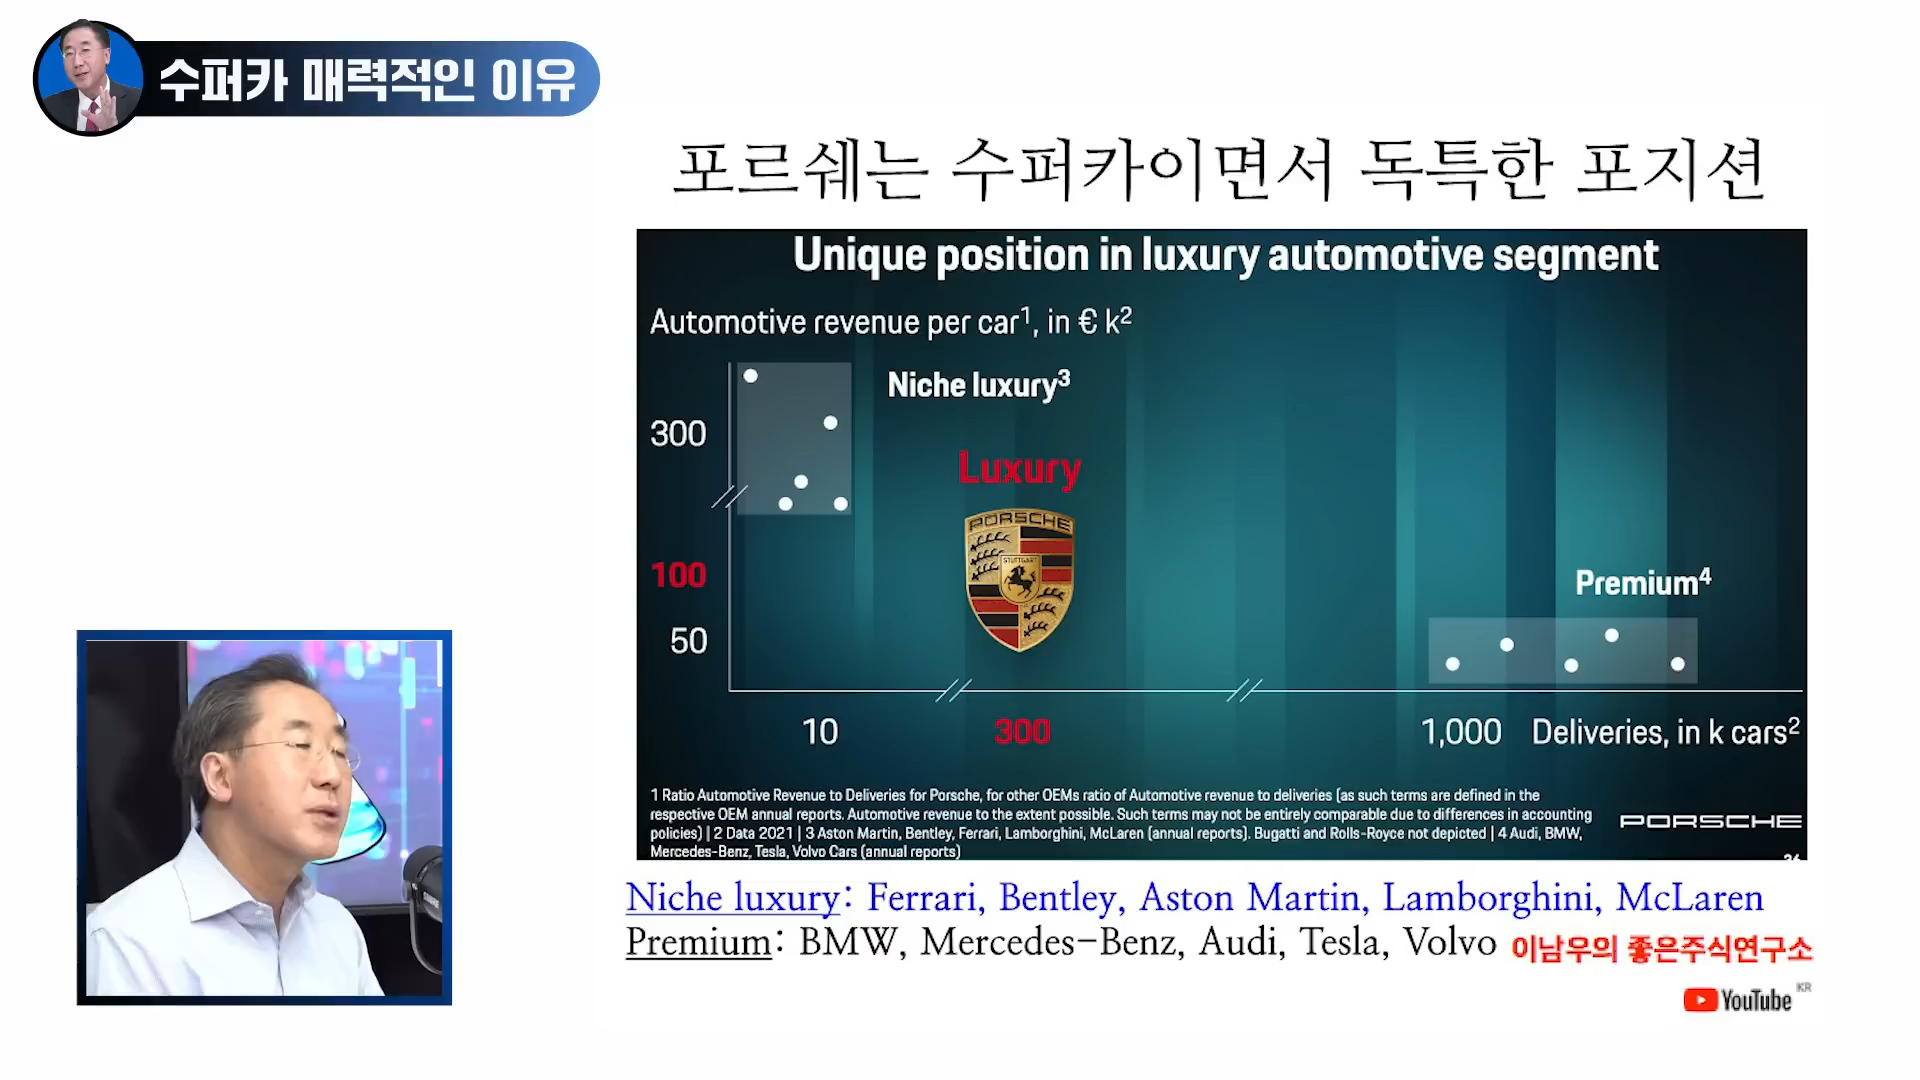 수퍼카 매력적인 이유
포르쉐는 수퍼카이면서 독특한 포지션
Unique position in luxury automotive segment
Automotive revenue per car¹, in € k²
Niche luxury³
300
Luxury
PORSCHE
STUTTGART
100
Premium⁴
50
10
300
1,000
Deliveries, in k cars²
1 Ratio Automotive Revenue to Deliveries for Porsche, for other OEMs ratio of Automotive revenue to deliveries (as such terms are defined in the
respective OEM annual reports. Automotive revenue to the extent possible. Such terms may not be entirely comparable due to differences in accounting
policies) | 2 Data 2021 | 3 Aston Martin, Bentley, Ferrari, Lamborghini, McLaren (annual reports). Bugatti and Rolls-Royce not depicted | 4 Audi, BMW,
Mercedes-Benz, Tesla, Volvo Cars (annual reports)
PORSCHE
Niche luxury: Ferrari, Bentley, Aston Martin, Lamborghini, McLaren
Premium: BMW, Mercedes-Benz, Audi, Tesla, Volvo
이남우의 좋은주식연구소
YouTube KR